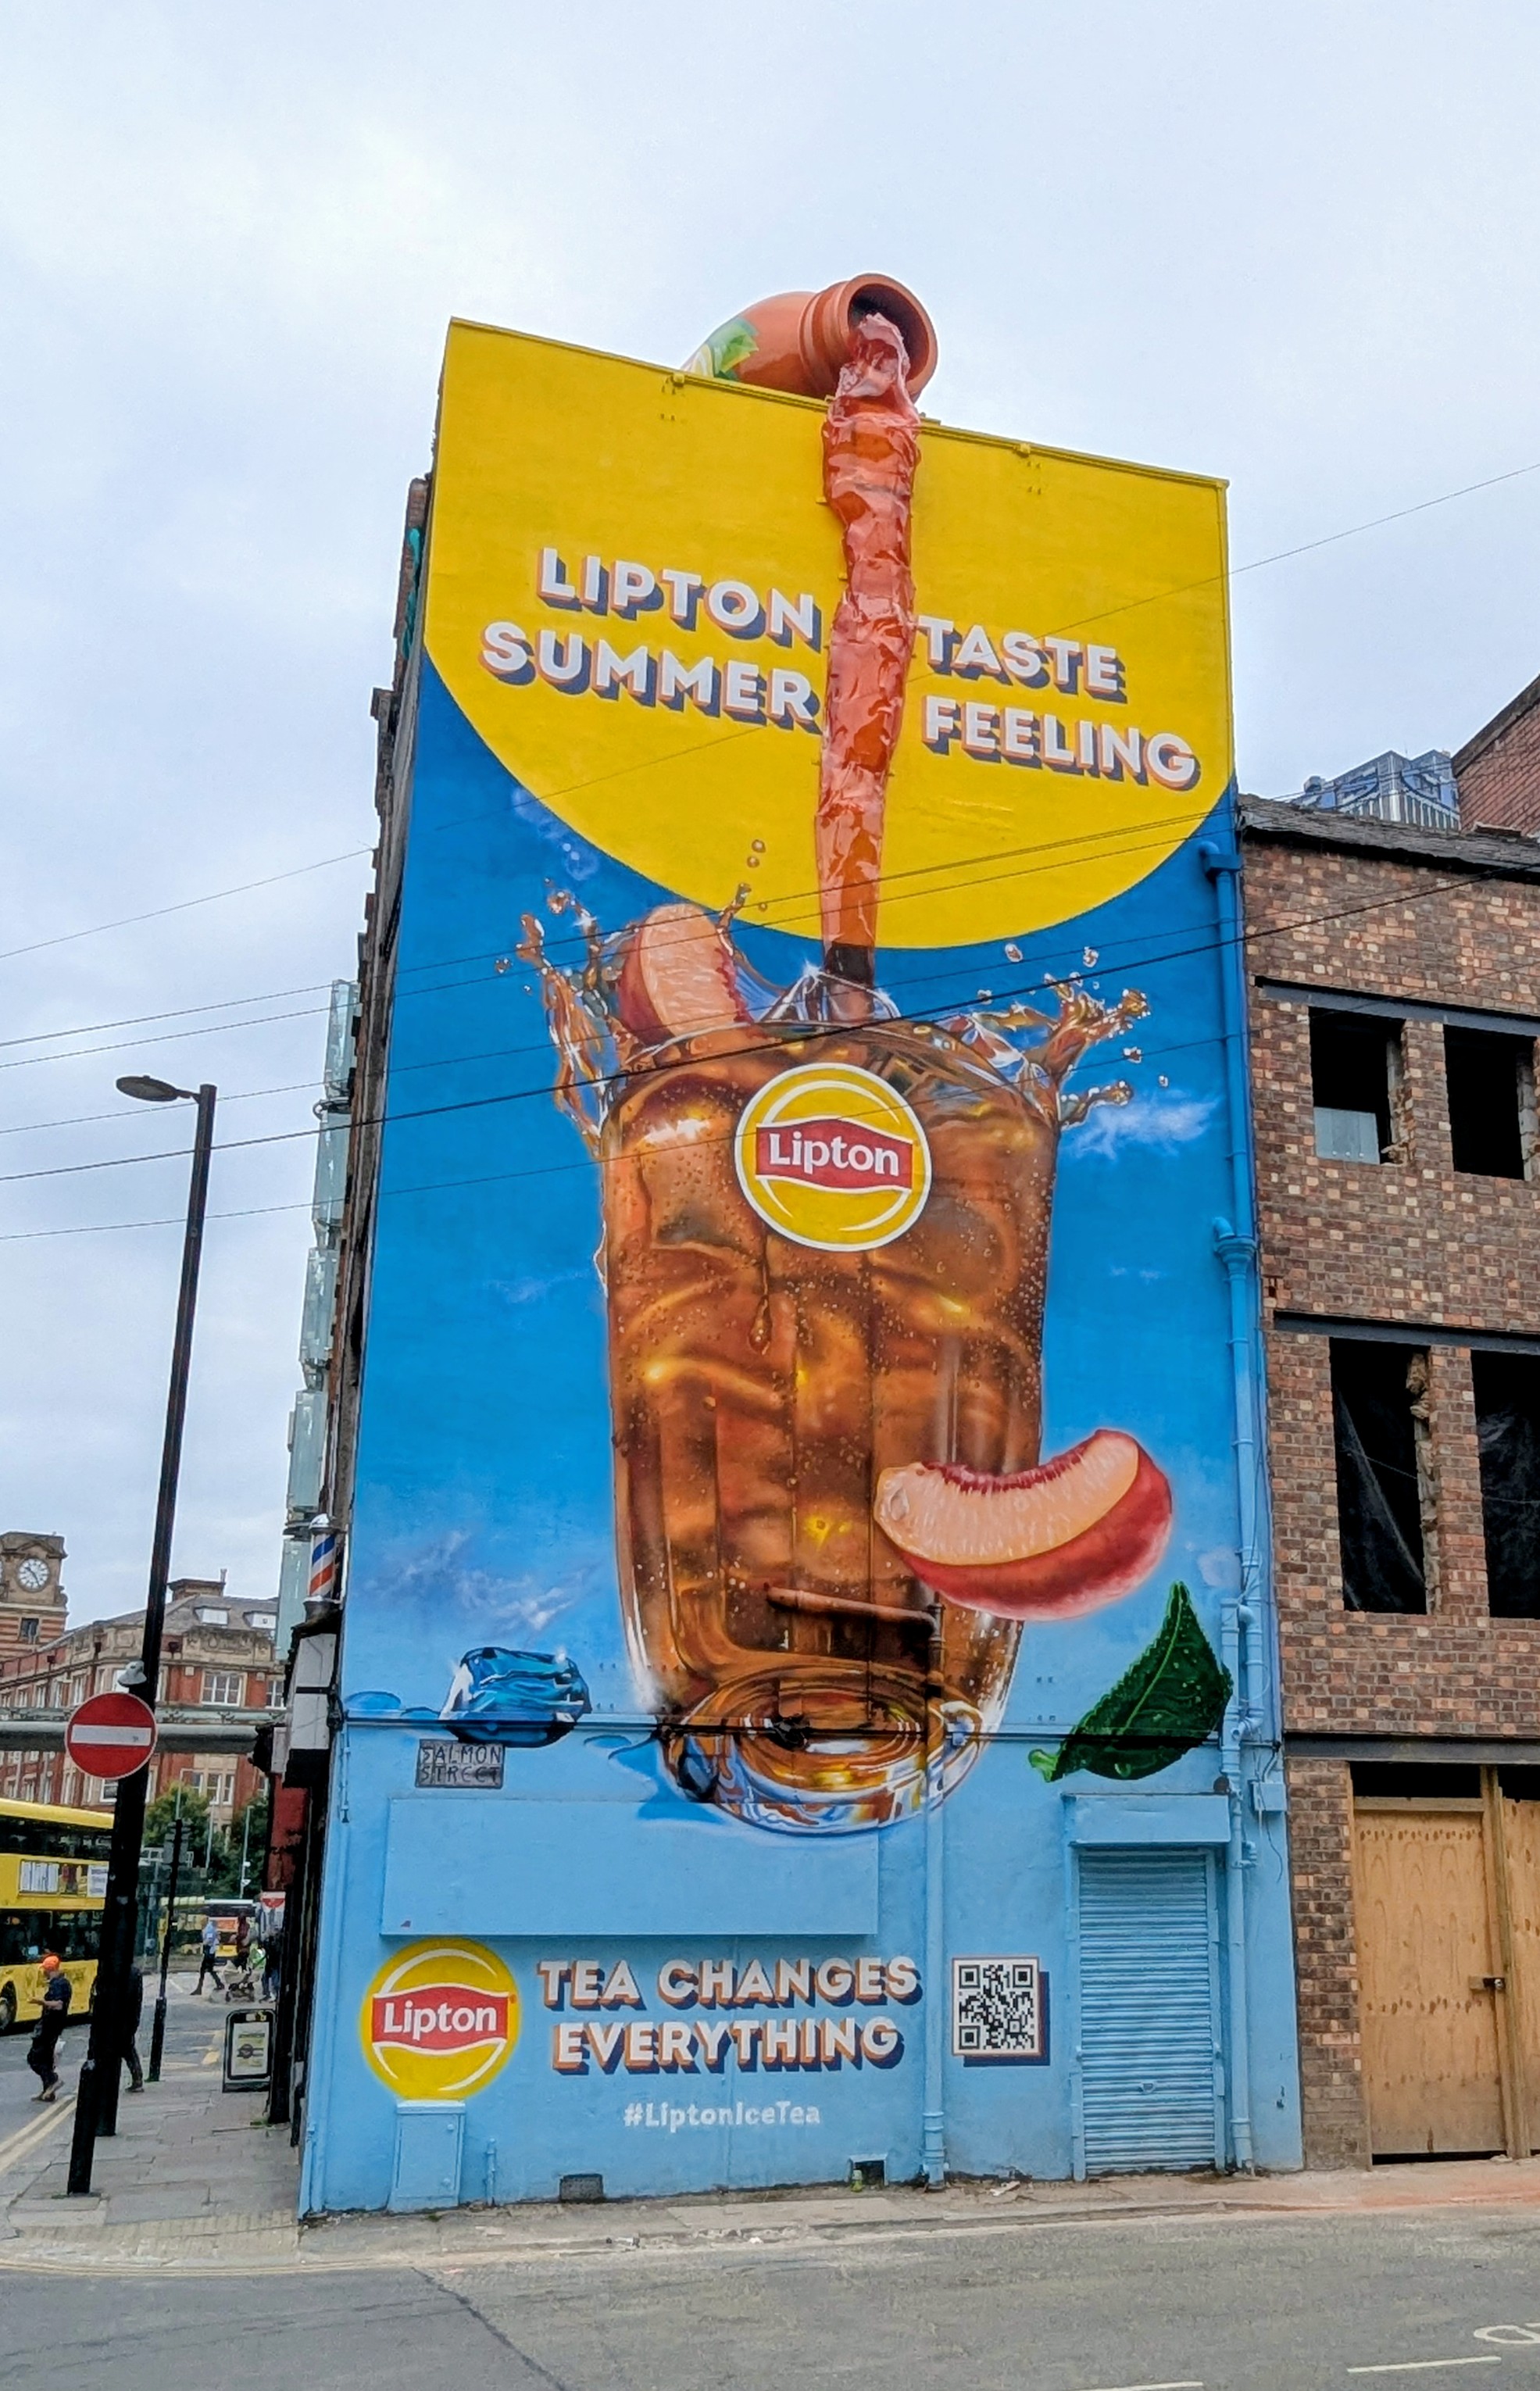 LIPTON TASTE
SUMMER FEELING
Lipton
SALMON
STREET
Lipton
TEA CHANGES
EVERYTHING
#LiptonIceTea